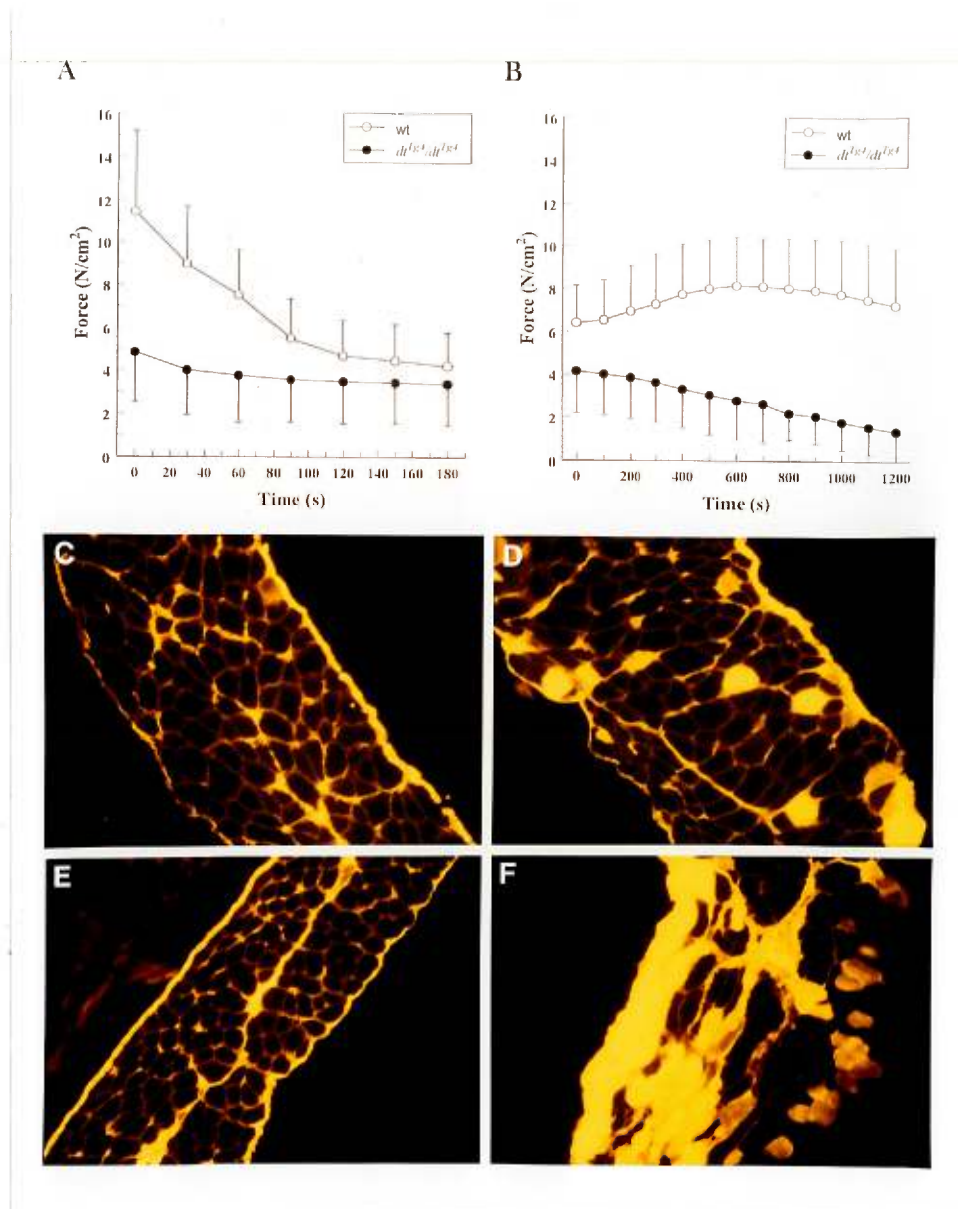 A
Force (N/cm²)
16
14
12
10
8
6
4
2
0
wt
dt^Tg4/dt^Tg4
0 20 40 60 80 100 120 140 160 180
Time (s)
B
Force (N/cm²)
16
14
12
10
8
6
4
2
0
wt
dt^Tg4/dt^Tg4
0 200 400 600 800 1000 1200
Time (s)
C
D
E
F